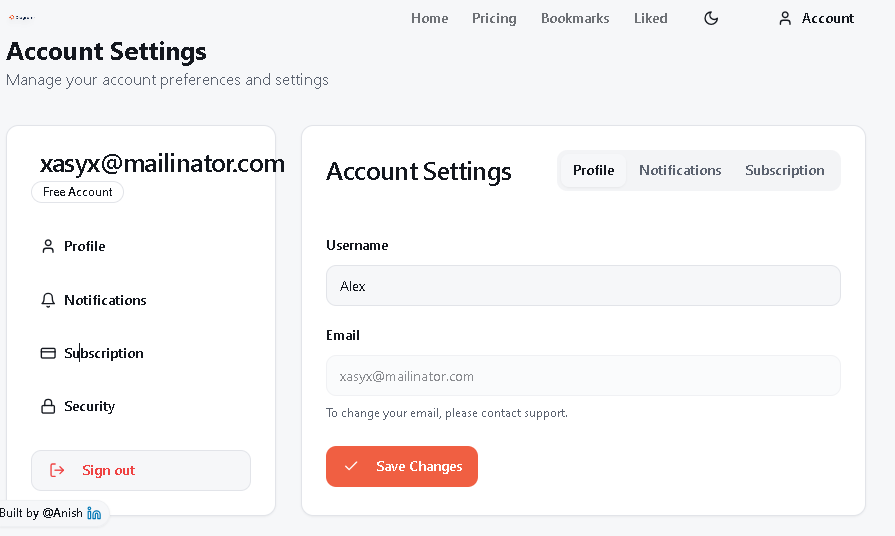 Home Pricing Bookmarks Liked Account
Account Settings
Manage your account preferences and settings
xasyx@mailinator.com
Free Account
Profile
Notifications
Subscription
Security
Sign out
Built by @Anish in
Account Settings
Profile Notifications Subscription
Username
Alex
Email
xasyx@mailinator.com
To change your email, please contact support.
Save Changes